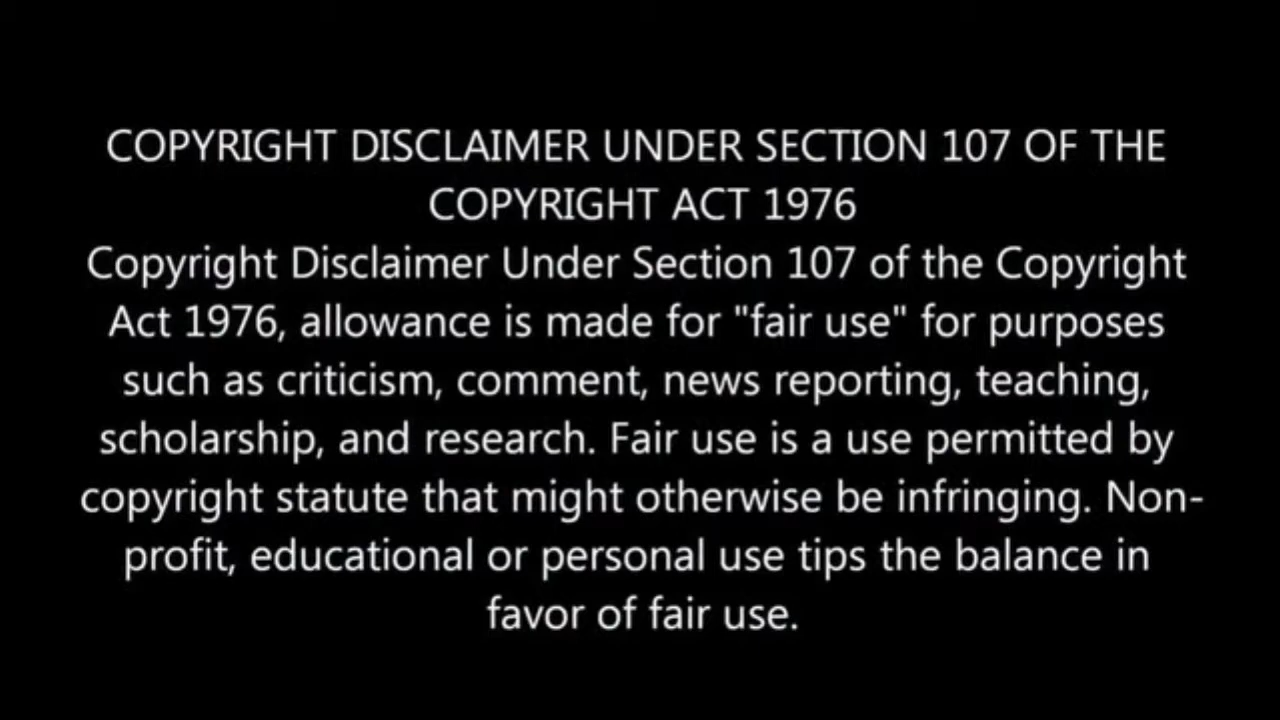 COPYRIGHT DISCLAIMER UNDER SECTION 107 OF THE
COPYRIGHT ACT 1976
Copyright Disclaimer Under Section 107 of the Copyright
Act 1976, allowance is made for "fair use" for purposes
such as criticism, comment, news reporting, teaching,
scholarship, and research. Fair use is a use permitted by
copyright statute that might otherwise be infringing. Non-
profit, educational or personal use tips the balance in
favor of fair use.